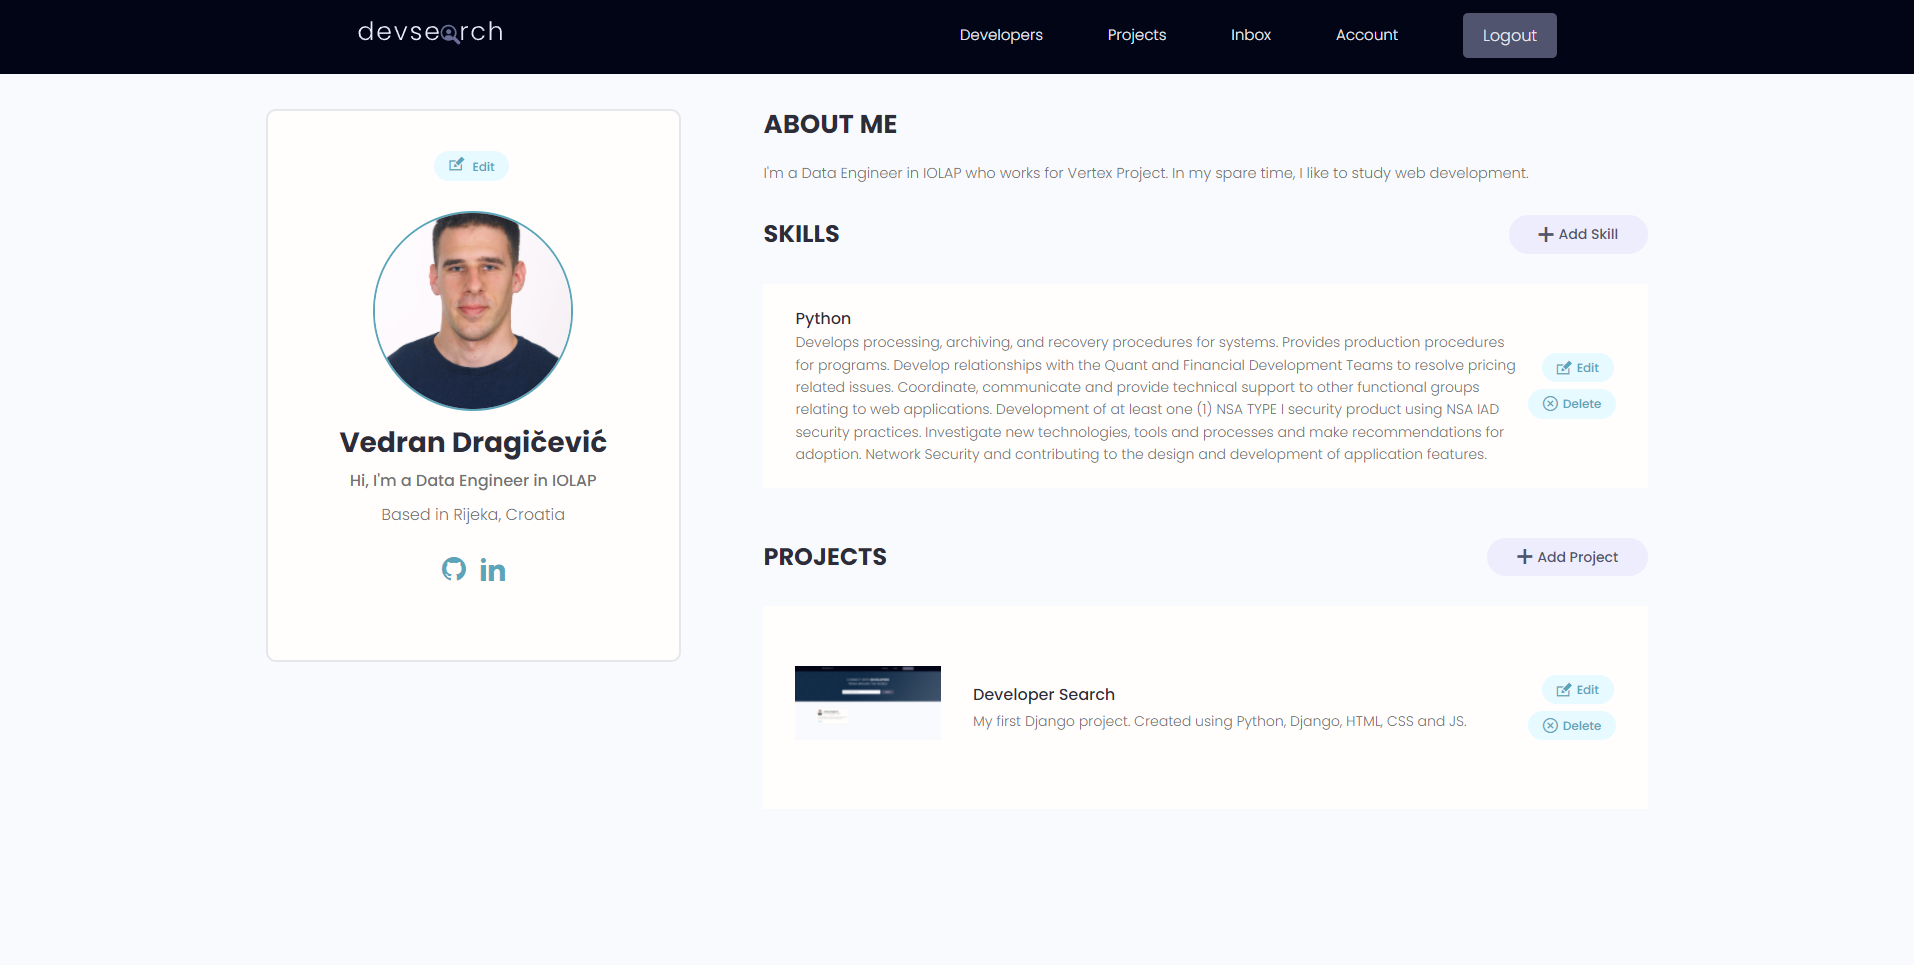 devsearch
Developers
Projects
Inbox
Account
Logout
Edit
Vedran Dragičević
Hi, I'm a Data Engineer in IOLAP
Based in Rijeka, Croatia
ABOUT ME
I'm a Data Engineer in IOLAP who works for Vertex Project. In my spare time, I like to study web development.
SKILLS
Add Skill
Python
Develops processing, archiving, and recovery procedures for systems. Provides production procedures
for programs. Develop relationships with the Quant and Financial Development Teams to resolve pricing
related issues. Coordinate, communicate and provide technical support to other functional groups
relating to web applications. Development of at least one (1) NSA TYPE I security product using NSA IAD
security practices. Investigate new technologies, tools and processes and make recommendations for
adoption. Network Security and contributing to the design and development of application features.
Edit
Delete
PROJECTS
Add Project
Developer Search
My first Django project. Created using Python, Django, HTML, CSS and JS.
Edit
Delete